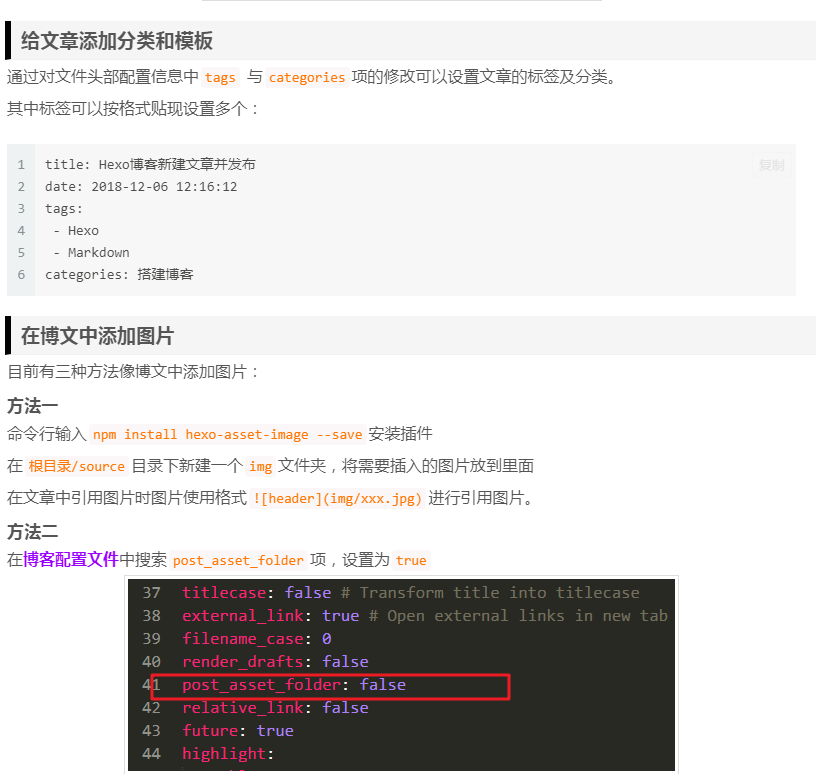 给文章添加分类和模板
通过对文件头部配置信息中 tags 与 categories 项的修改可以设置文章的标签及分类。
其中标签可以按格式贴现设置多个：
复制
1 title: Hexo博客新建文章并发布
2 date: 2018-12-06 12:16:12
3 tags:
4 - Hexo
5 - Markdown
6 categories: 搭建博客
在博文中添加图片
目前有三种方法像博文中添加图片：
方法一
命令行输入 npm install hexo-asset-image --save 安装插件
在 根目录/source 目录下新建一个 img 文件夹，将需要插入的图片放到里面
在文章中引用图片时图片使用格式 ![header](img/xxx.jpg) 进行引用图片。
方法二
在博客配置文件中搜索 post_asset_folder 项，设置为 true
37 titlecase: false # Transform title into titlecase
38 external_link: true # Open external links in new tab
39 filename_case: 0
40 render_drafts: false
41 post_asset_folder: false
42 relative_link: false
43 future: true
44 highlight: